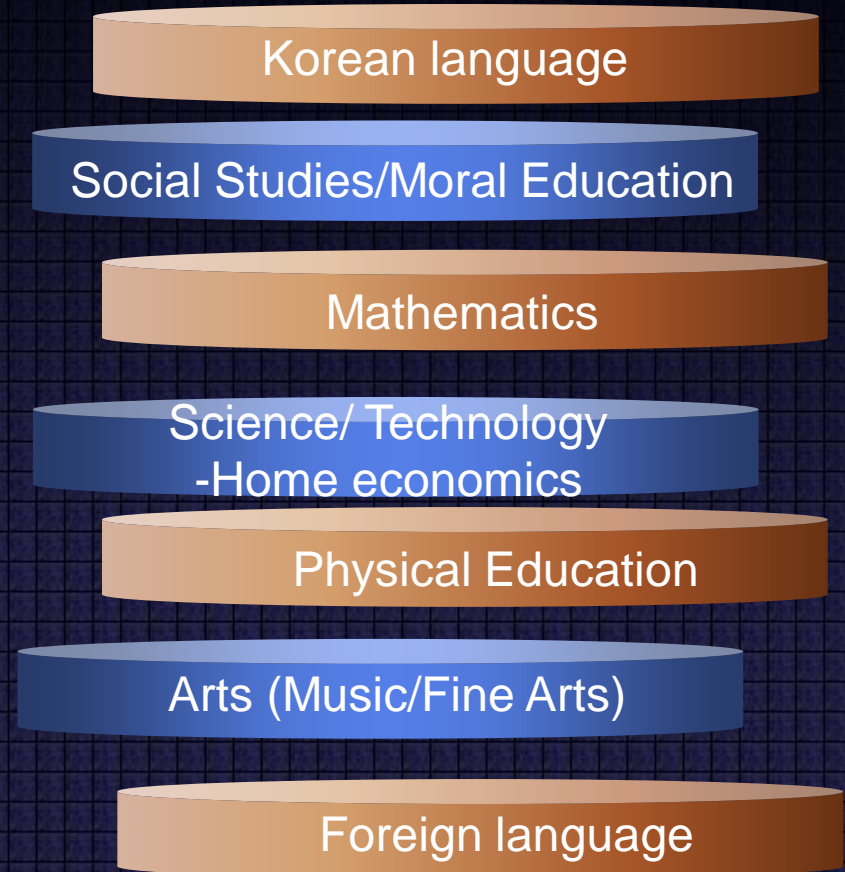 Korean language
Social Studies/Moral Education
Mathematics
Science/ Technology
-Home economics
Physical Education
Arts (Music/Fine Arts)
Foreign language